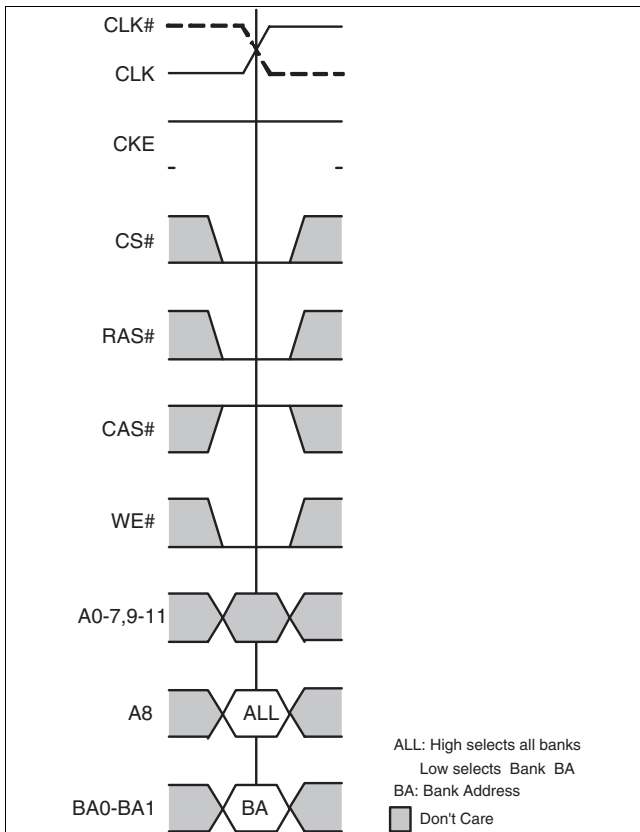 CLK#
CLK
CKE
CS#
RAS#
CAS#
WE#
A0-7,9-11
A8
ALL
BA0-BA1
BA
ALL: High selects all banks
Low selects Bank BA
BA: Bank Address
Don't Care